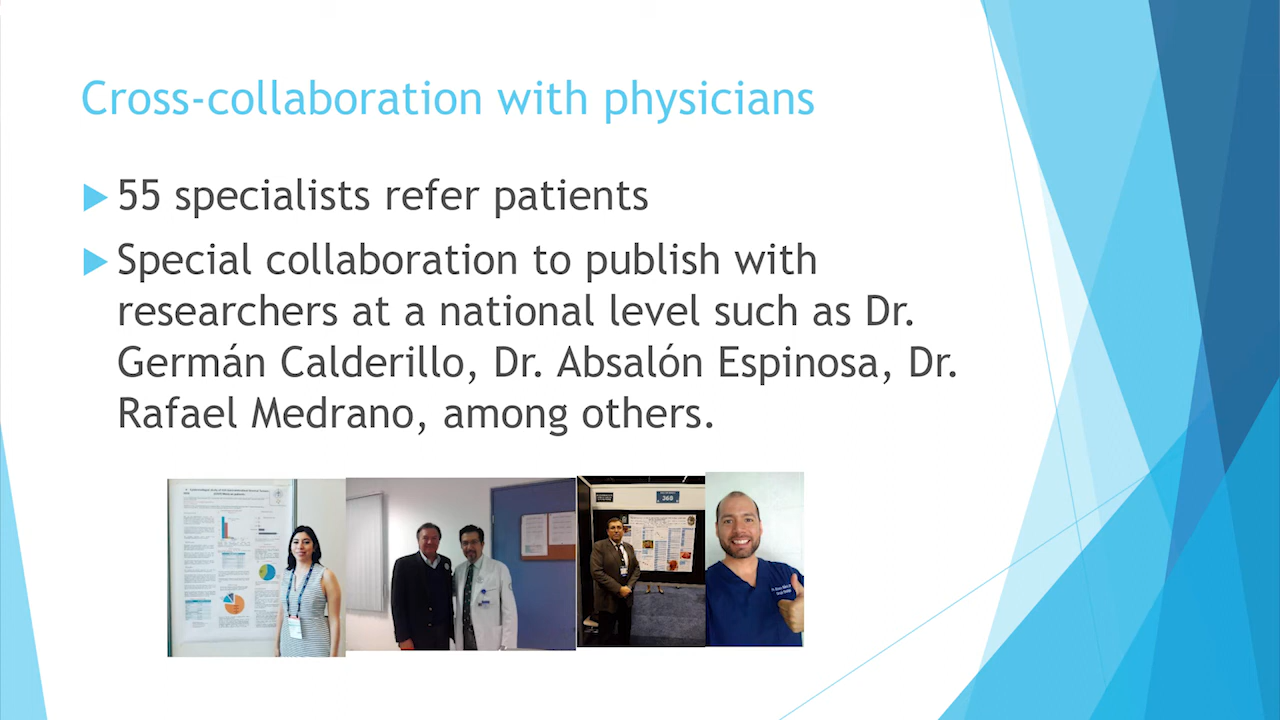 Cross-collaboration with physicians
55 specialists refer patients
Special collaboration to publish with
researchers at a national level such as Dr.
Germán Calderillo, Dr. Absalón Espinosa, Dr.
Rafael Medrano, among others.
368